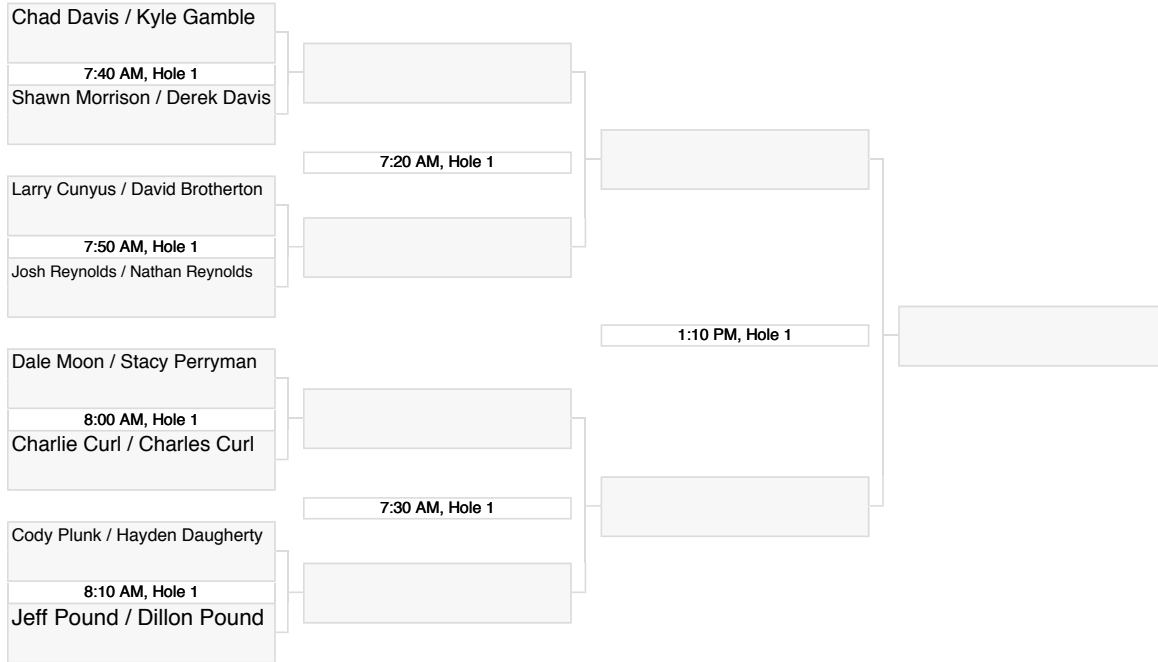 Chad Davis / Kyle Gamble
7:40 AM, Hole 1
Shawn Morrison / Derek Davis
7:20 AM, Hole 1
Larry Cunyus / David Brotherton
7:50 AM, Hole 1
Josh Reynolds / Nathan Reynolds
1:10 PM, Hole 1
Dale Moon / Stacy Perryman
8:00 AM, Hole 1
Charlie Curl / Charles Curl
7:30 AM, Hole 1
Cody Plunk / Hayden Daugherty
8:10 AM, Hole 1
Jeff Pound / Dillon Pound